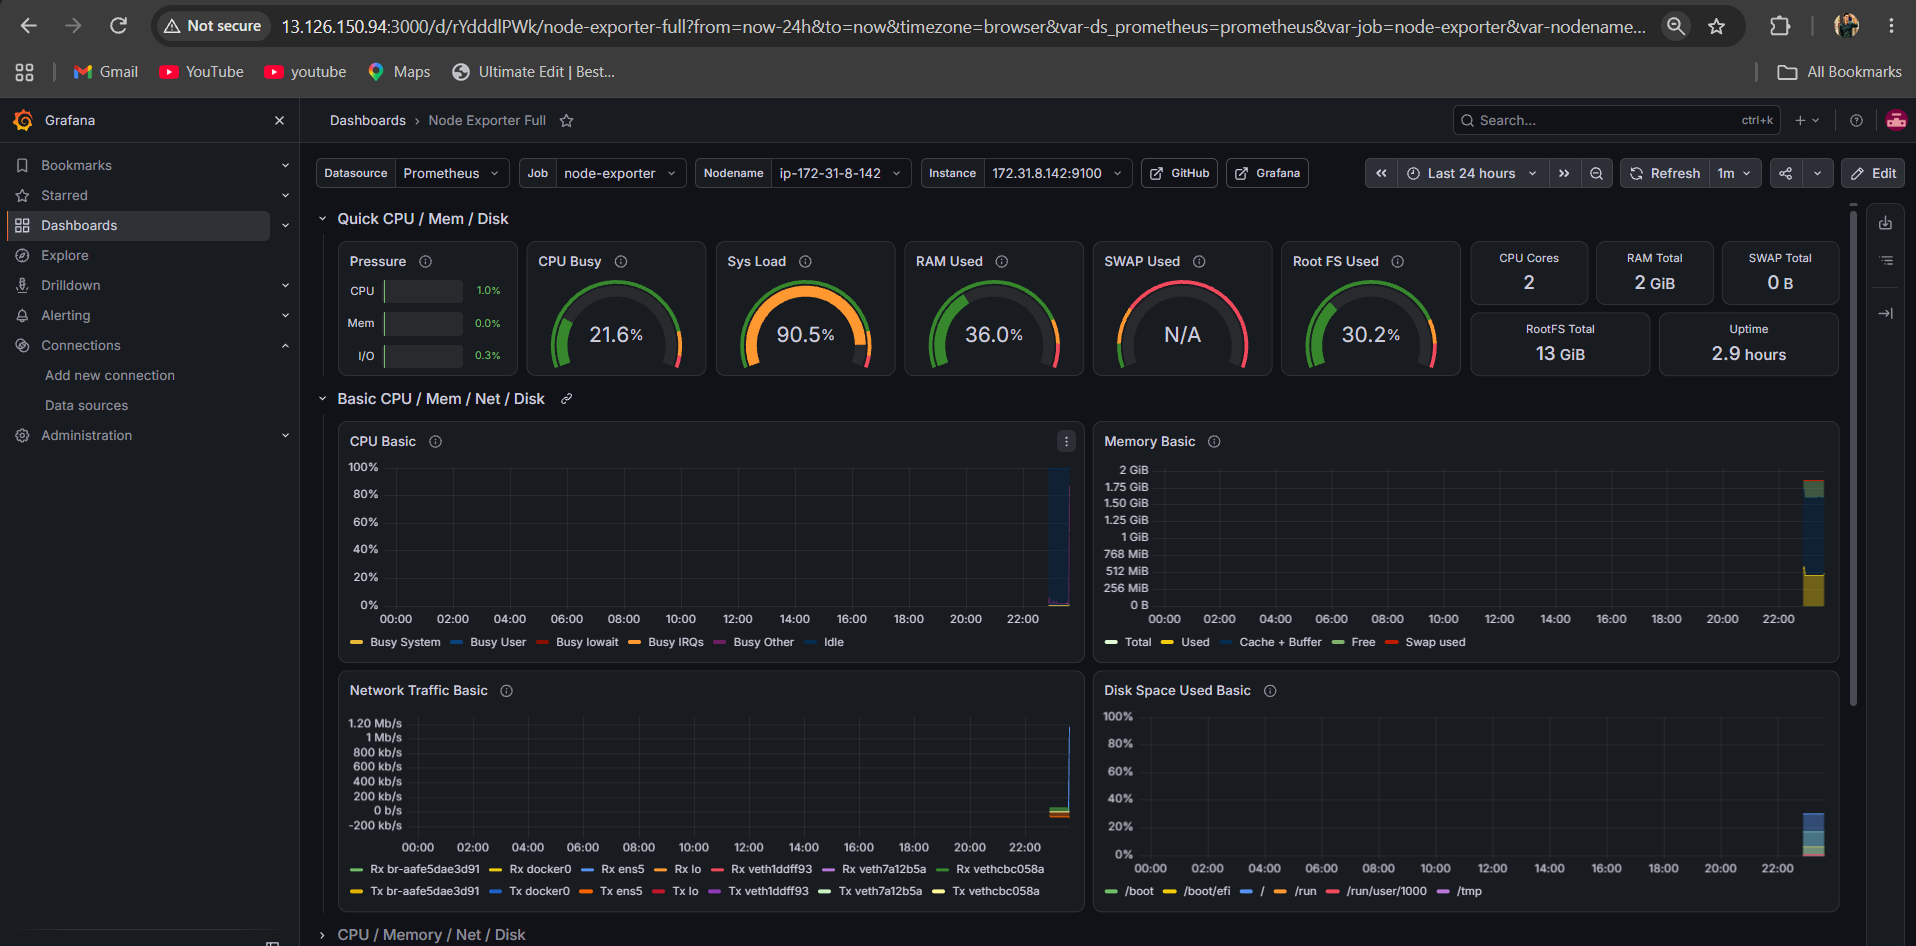 Not secure 13.126.150.94:3000/d/rYdddlPWk/node-exporter-full?from=now-24h&to=now&timezone=browser&var-ds_prometheus=prometheus&var-job=node-exporter&var-nodename...
Gmail YouTube youtube Maps Ultimate Edit | Best... All Bookmarks
Grafana
Dashboards › Node Exporter Full
Search... ctrl+k
Bookmarks
Starred
Dashboards
Explore
Drilldown
Alerting
Connections
Add new connection
Data sources
Administration
Datasource Prometheus Job node-exporter Nodename ip-172-31-8-142 Instance 172.31.8.142:9100 GitHub Grafana Last 24 hours Refresh 1m Edit
Quick CPU / Mem / Disk
Pressure
CPU 1.0%
Mem 0.0%
I/O 0.3%
CPU Busy
21.6%
Sys Load
90.5%
RAM Used
36.0%
SWAP Used
N/A
Root FS Used
30.2%
CPU Cores
2
RAM Total
2 GiB
SWAP Total
0 B
RootFS Total
13 GiB
Uptime
2.9 hours
Basic CPU / Mem / Net / Disk
CPU Basic
100%
80%
60%
40%
20%
0%
00:00 02:00 04:00 06:00 08:00 10:00 12:00 14:00 16:00 18:00 20:00 22:00
Busy System Busy User Busy Iowait Busy IRQs Busy Other Idle
Memory Basic
2 GiB
1.75 GiB
1.50 GiB
1.25 GiB
1 GiB
768 MiB
512 MiB
256 MiB
0 B
00:00 02:00 04:00 06:00 08:00 10:00 12:00 14:00 16:00 18:00 20:00 22:00
Total Used Cache + Buffer Free Swap used
Network Traffic Basic
1.20 Mb/s
1 Mb/s
800 kb/s
600 kb/s
400 kb/s
200 kb/s
0 b/s
-200 kb/s
00:00 02:00 04:00 06:00 08:00 10:00 12:00 14:00 16:00 18:00 20:00 22:00
Rx br-aafe5dae3d91 Rx docker0 Rx ens5 Rx lo Rx veth1ddff93 Rx veth7a12b5a Rx vethcbc058a
Tx br-aafe5dae3d91 Tx docker0 Tx ens5 Tx lo Tx veth1ddff93 Tx veth7a12b5a Tx vethcbc058a
Disk Space Used Basic
100%
80%
60%
40%
20%
0%
00:00 02:00 04:00 06:00 08:00 10:00 12:00 14:00 16:00 18:00 20:00 22:00
/boot /boot/efi / /run /run/user/1000 /tmp
CPU / Memory / Net / Disk